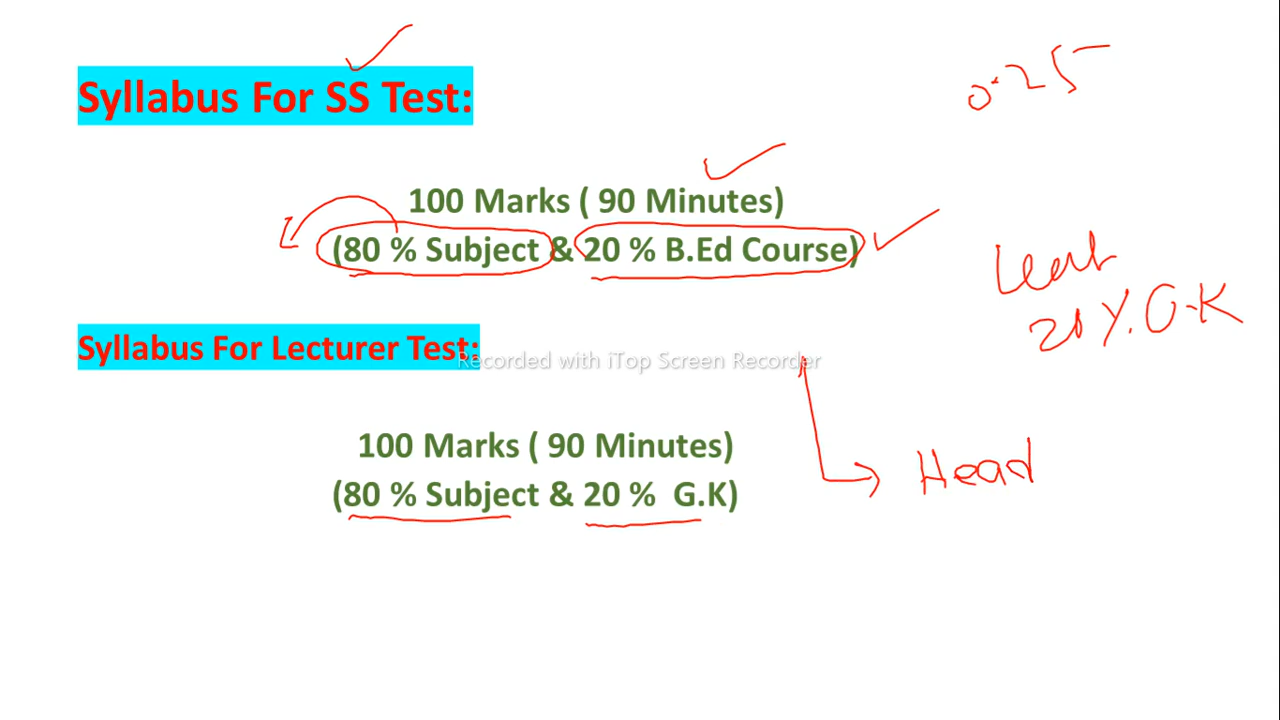 Syllabus For SS Test:
0.25
100 Marks ( 90 Minutes)
(80 % Subject & 20 % B.Ed Course)
20 %. G.K
Syllabus For Lecturer Test:
Recorded with iTop Screen Recorder
100 Marks ( 90 Minutes)
Head
(80 % Subject & 20 % G.K)